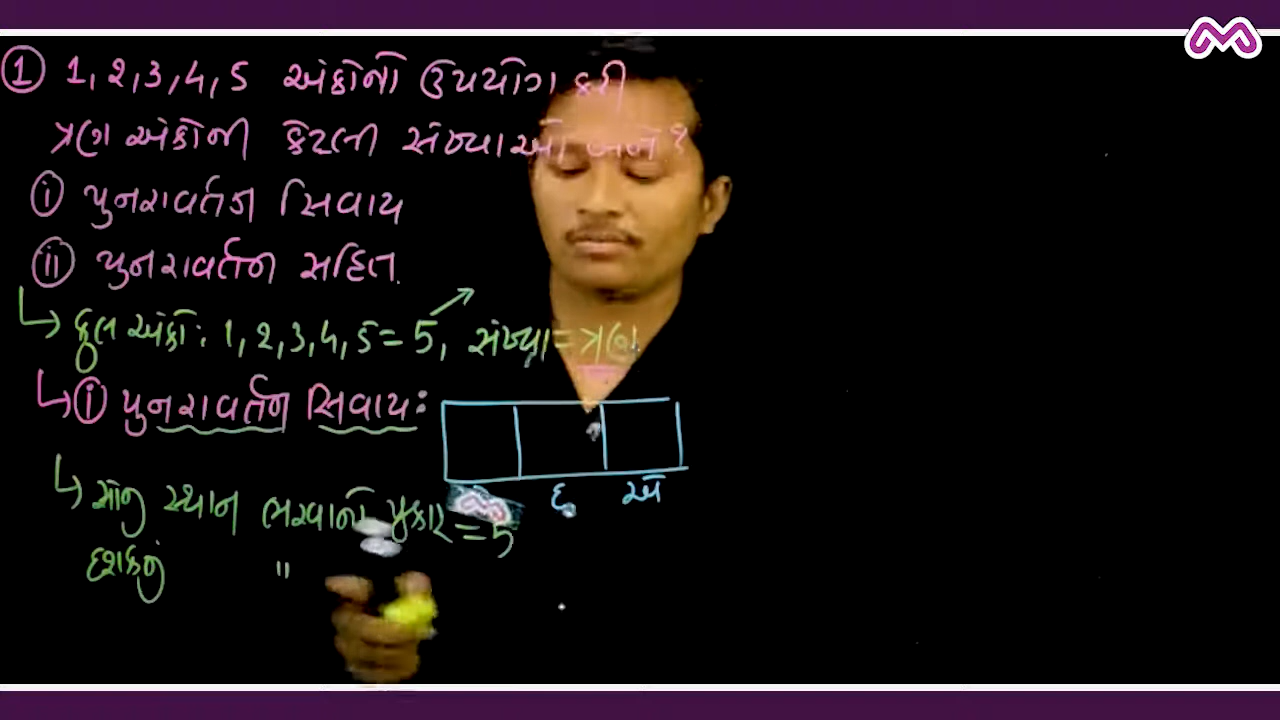 ① 1, 2, 3, 4, 5 અંકોનો ઉપયોગ કરી
ત્રણ અંકોની કેટલી સંખ્યાઓ બને ?
ⓘ પુનરાવર્તન સિવાય
ⅱ પુનરાવર્તન સહિત.
↳ કુલ અંકો : 1, 2, 3, 4, 5 = 5, સંખ્યા = ત્રણ
↳ ⓘ પુનરાવર્તન સિવાય :
દ અે
↳ સોનુ સ્થાન ભરવાનો પ્રકાર = 5
દશકનું "